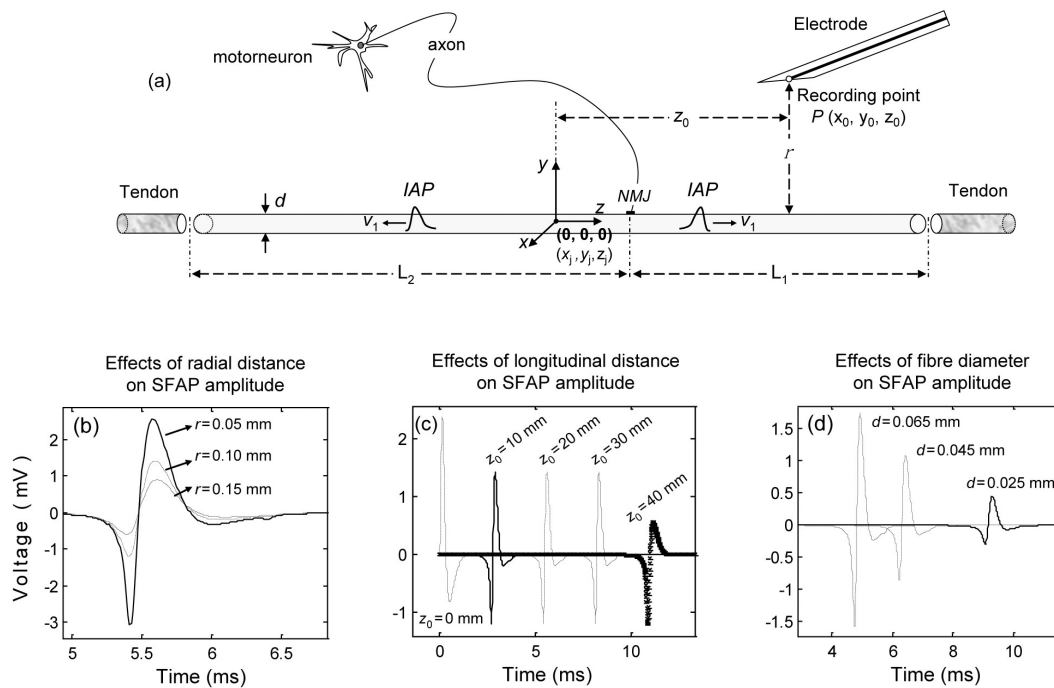 Electrode
axon
motorneuron
(a)
Recording point
P (x₀, y₀, z₀)
z₀
y
r
Tendon
d
IAP
NMJ
IAP
Tendon
z
v₁
v₁
x
(0, 0, 0)
(xⱼ, yⱼ, zⱼ)
L₂
L₁
Effects of radial distance
on SFAP amplitude
Effects of longitudinal distance
on SFAP amplitude
Effects of fibre diameter
on SFAP amplitude
(b)
r=0.05 mm
r=0.10 mm
r=0.15 mm
2
1
0
-1
-2
-3
Voltage (mV)
5
5.5
6
6.5
Time (ms)
(c)
z₀=10 mm
z₀=20 mm
z₀=30 mm
z₀=40 mm
z₀=0 mm
2
1
0
-1
0
5
10
Time (ms)
(d)
d=0.065 mm
d=0.045 mm
d=0.025 mm
1.5
1.0
0.5
0
-0.5
-1.0
-1.5
4
6
8
10
Time (ms)